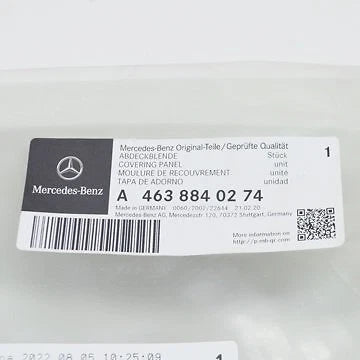 Mercedes-Benz
Mercedes-Benz Original-Teile/Geprüfte Qualität
ABDECKBLENDE Stück
COVERING PANEL unit
MOULURE DE RECOUVREMENT unité
TAPA DE ADORNO unidad
1
A 463 884 02 74
Made in GERMANY 0060/2002/22644 21.02.20
Mercedes-Benz AG, Mercedesstr 120, 70372 Stuttgart, Germany
More information on
http://p.mb-qr.com
2022 08 05 10:25:09
1